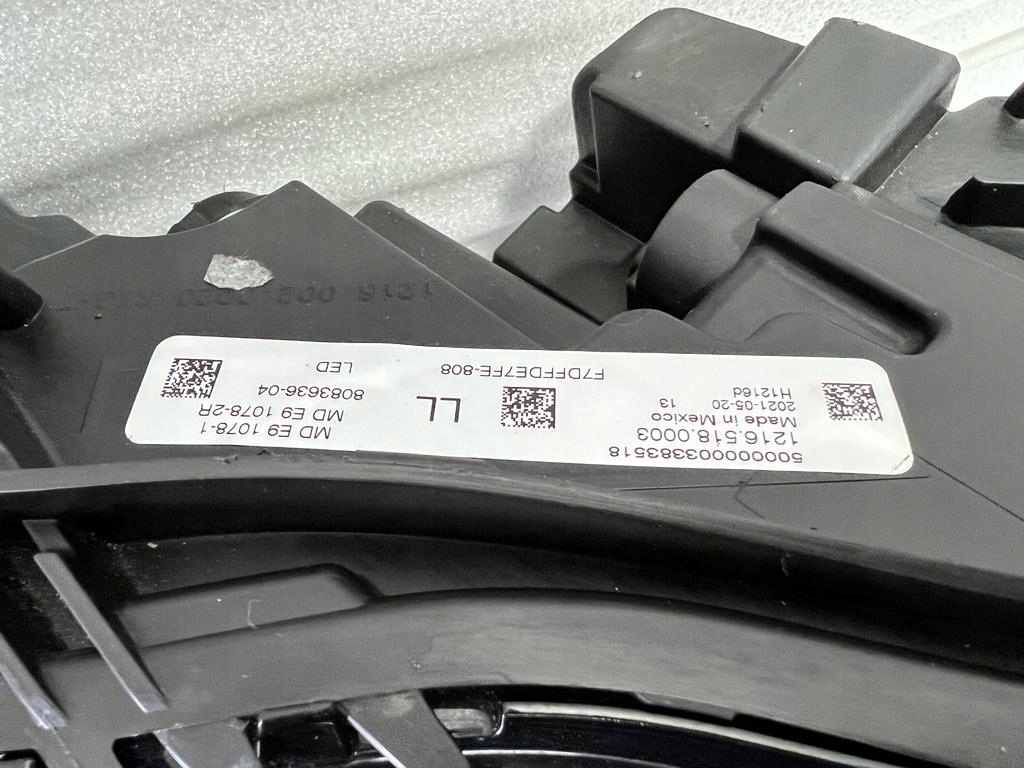 500000003383518
1216.518.0003
Made in Mexico
2021-05-20 13
H1216d
LL
F7DFFDE7FE-808
MD E9 1078-1
MD E9 1078-2R
8083636-04
LED